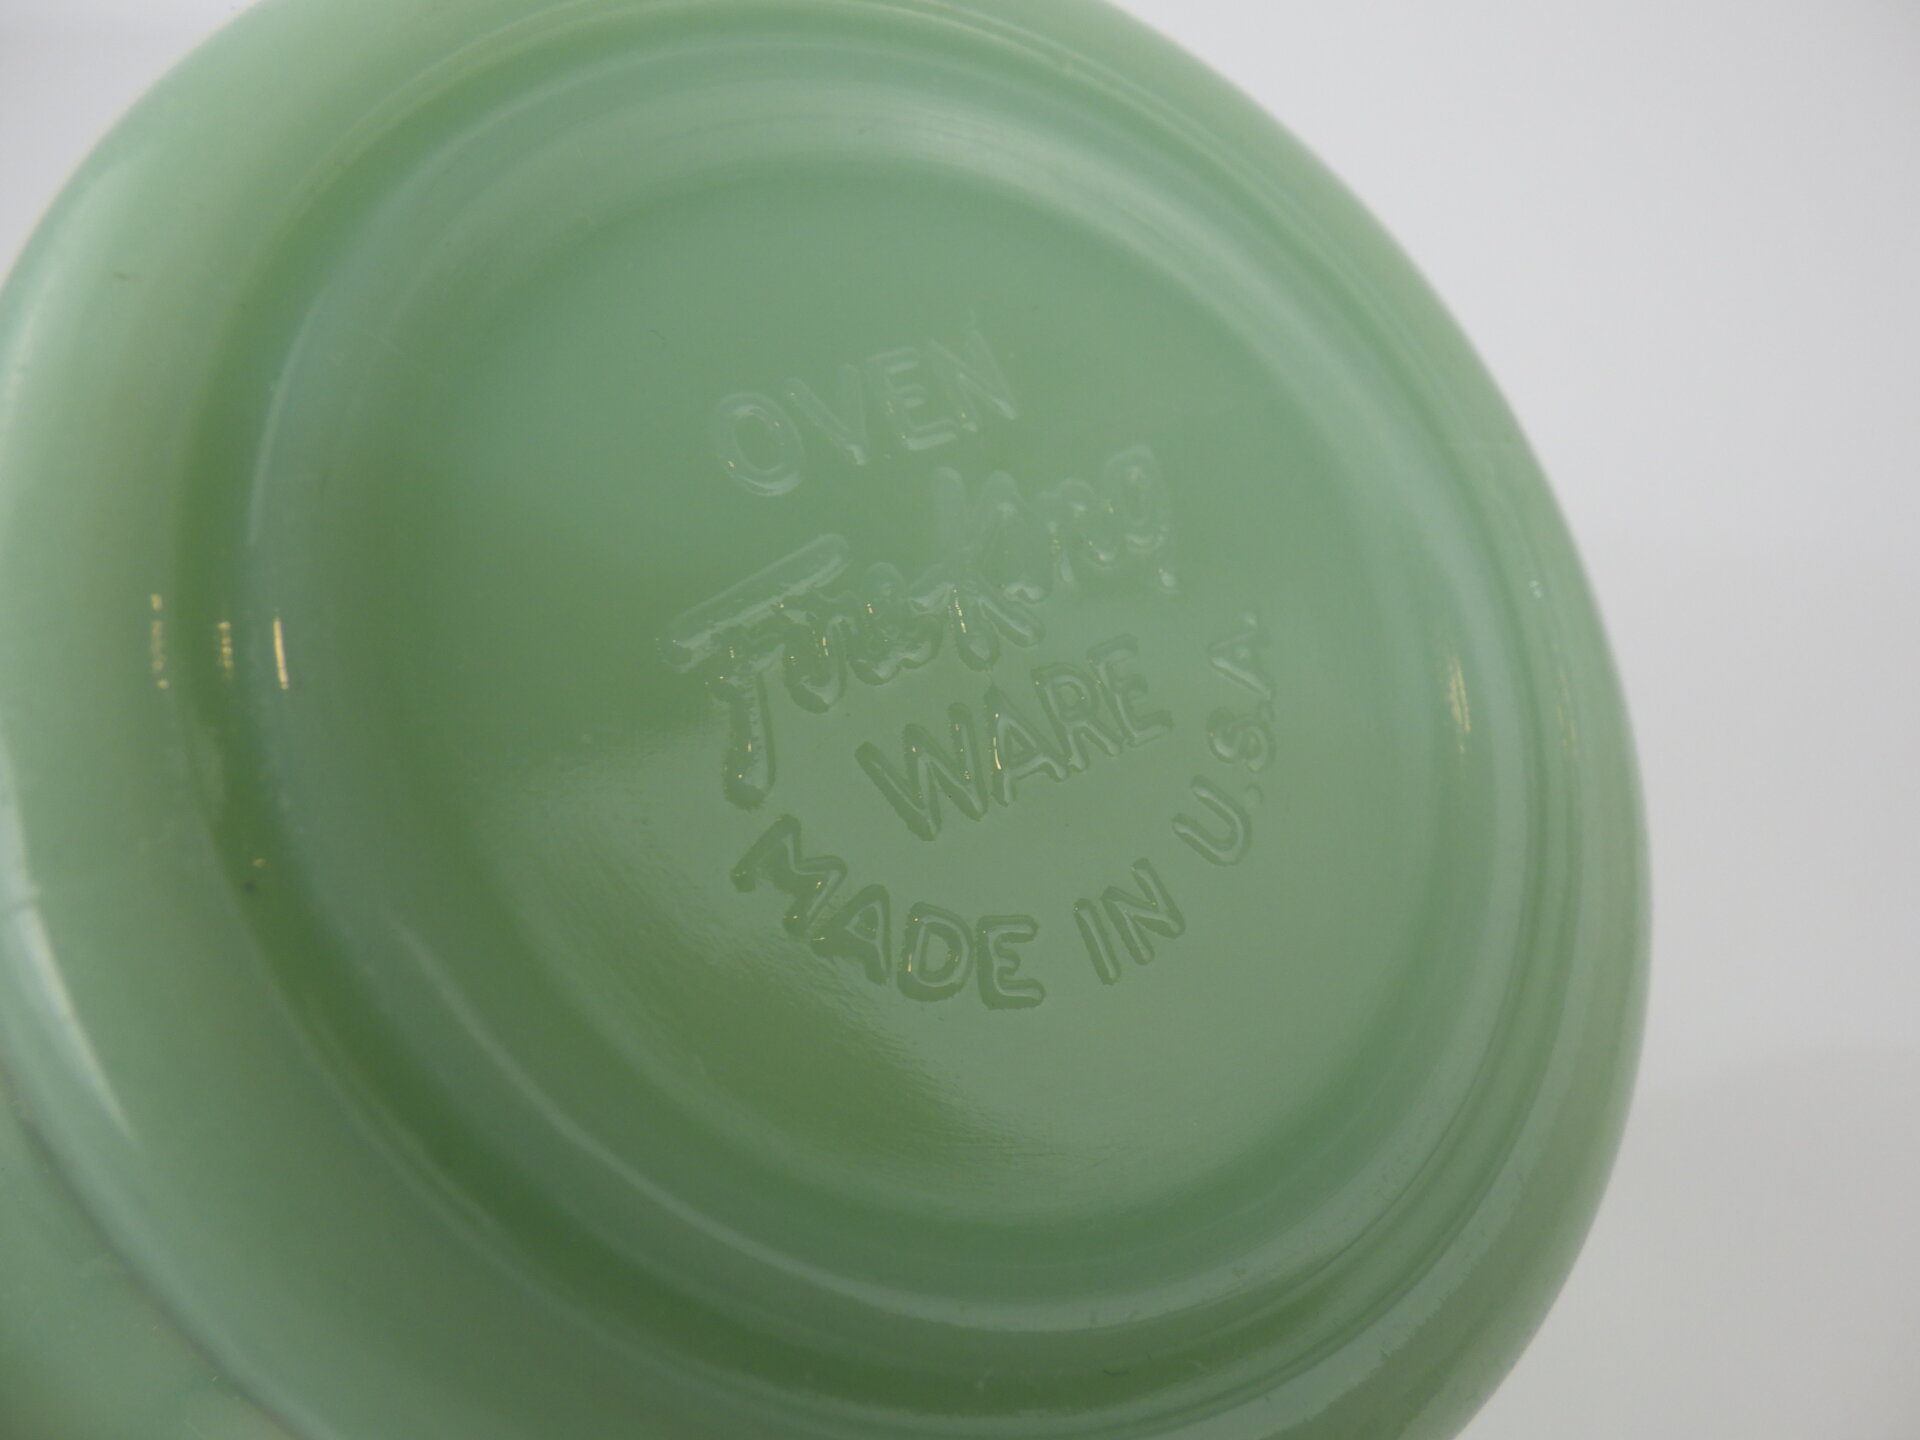 OVEN
Fire-King
WARE
MADE IN U.S.A.